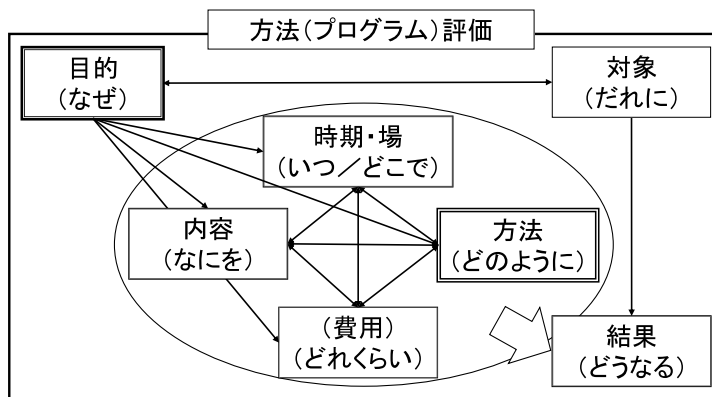 方法(プログラム)評価
目的
(なぜ)
対象
(だれに)
時期・場
(いつ/どこで)
内容
(なにを)
方法
(どのように)
(費用)
(どれくらい)
結果
(どうなる)